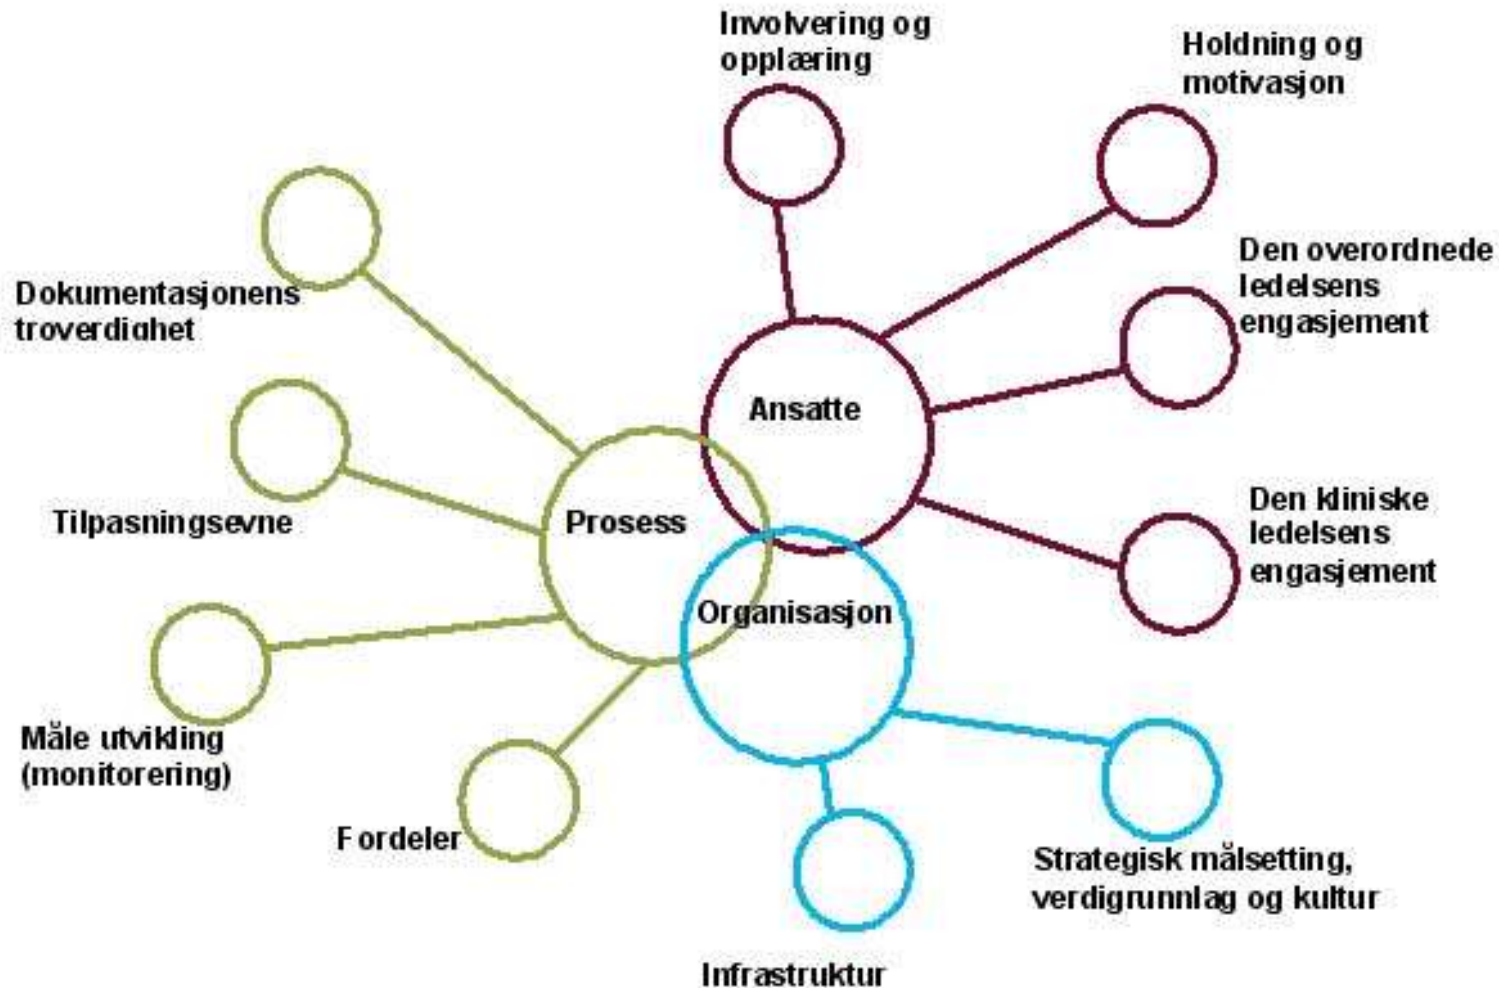 Involvering og
opplæring
Holdning og
motivasjon
Den overordnede
ledelsens
engasjement
Dokumentasjonens
troverdighet
Ansatte
Tilpasningsevne
Prosess
Den kliniske
ledelsens
engasjement
Organisasjon
Måle utvikling
(monitorering)
Fordeler
Strategisk målsetting,
verdigrunnlag og kultur
Infrastruktur